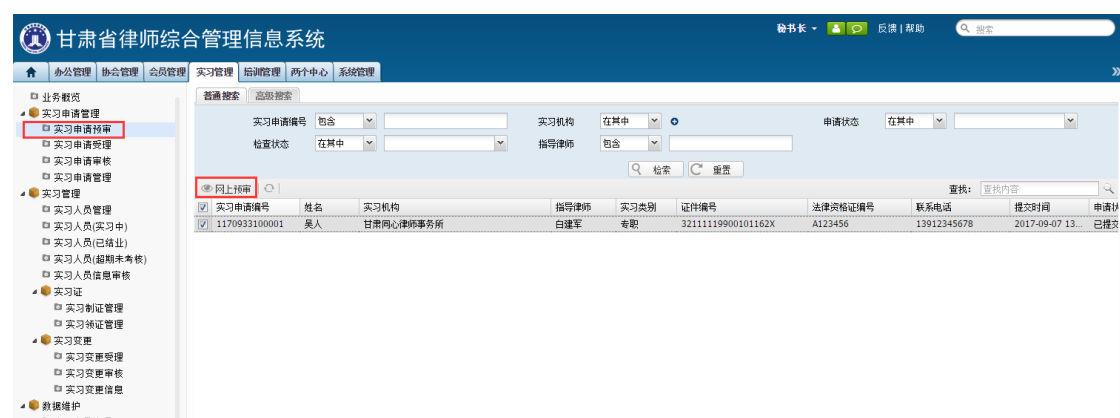 甘肃省律师综合管理信息系统
秘书长 反馈 | 帮助 搜索
办公管理 协会管理 会员管理 实习管理 培训管理 两个中心 系统管理
业务概览
实习申请管理
实习申请预审
实习申请受理
实习申请审核
实习申请管理
实习管理
实习人员管理
实习人员(实习中)
实习人员(已结业)
实习人员(超期未考核)
实习人员信息审核
实习证
实习制证管理
实习领证管理
实习变更
实习变更受理
实习变更审核
实习变更信息
数据维护
普通搜索 高级搜索
实习申请编号 包含 实习机构 在其中 申请状态 在其中
检查状态 在其中 指导律师 包含
检索 重置
网上预审 查找: 查找内容
实习申请编号 姓名 实习机构 指导律师 实习类别 证件编号 法律资格证编号 联系电话 提交时间 申请
1170933100001 吴人 甘肃同心律师事务所 白建军 专职 32111119900101162X A123456 13912345678 2017-09-07 13... 已提交